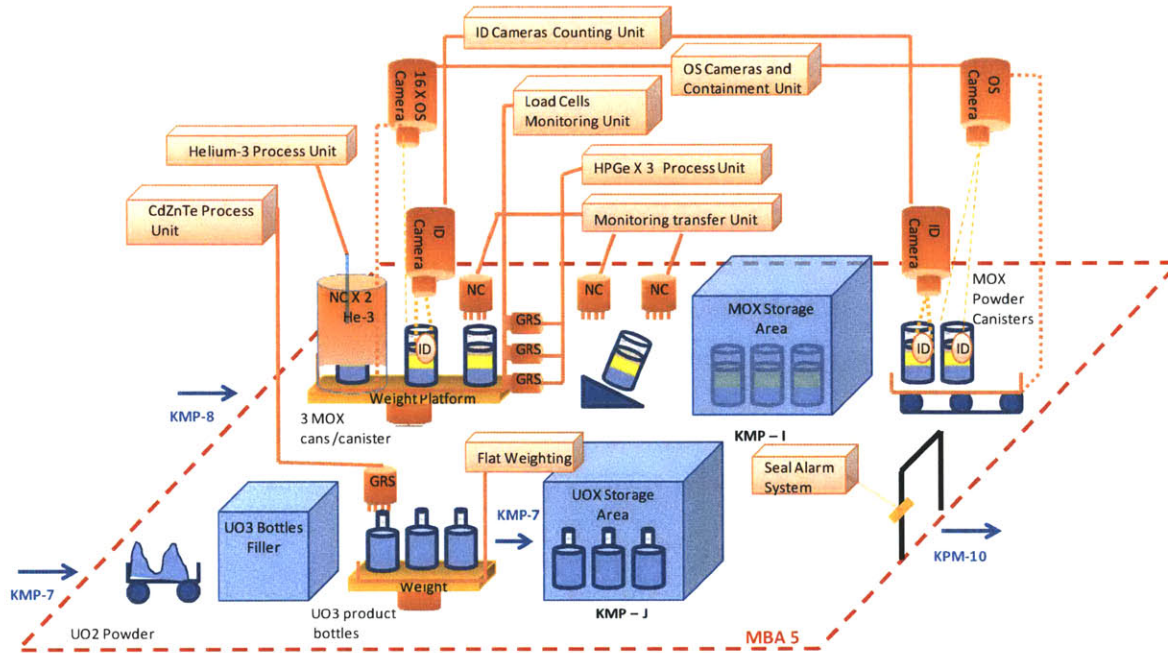 ID Cameras Counting Unit
16 X OS
Camera
OS Cameras and
Containment Unit
OS
Camera
Load Cells
Monitoring Unit
Helium-3 Process Unit
HPGe X 3 Process Unit
CdZnTe Process
Unit
Monitoring transfer Unit
ID
Camera
ID
Camera
NC X 2
He-3
NC
NC
NC
MOX
Powder
Canisters
GRS
GRS
GRS
MOX Storage
Area
ID
ID
ID
Weight Platform
KMP-8
3 MOX
cans/canister
KMP – I
Flat Weighting
Seal Alarm
System
GRS
UO3 Bottles
Filler
KMP-7
UOX Storage
Area
KPM-10
KMP-7
Weight
UO3 product
bottles
KMP – J
UO2 Powder
MBA 5